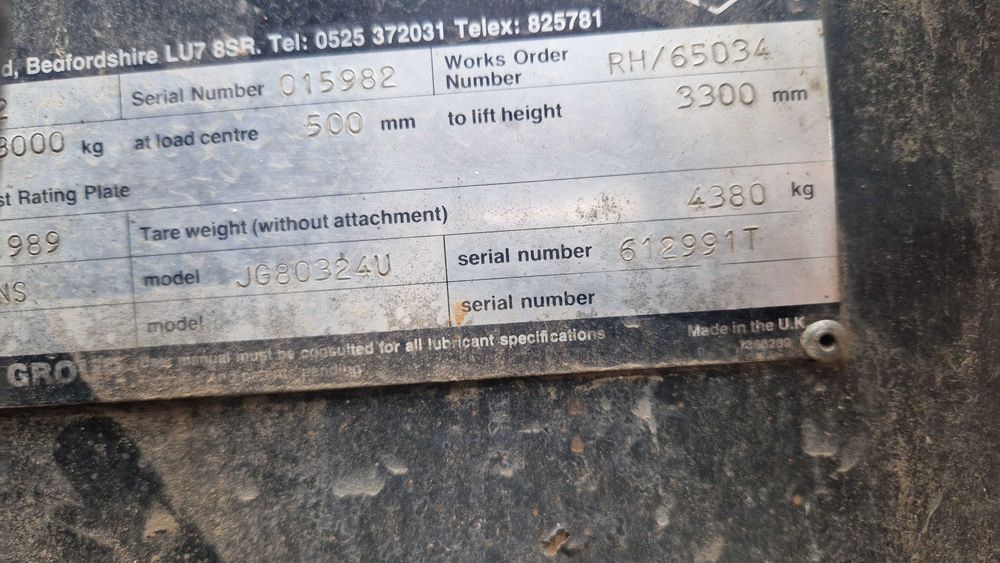 d, Bedfordshire LU7 8SR. Tel: 0525 372031 Telex: 825781
2 Serial Number 015982 Works Order Number RH/65034
3000 kg at load centre 500 mm to lift height 3300 mm
st Rating Plate
989 Tare weight (without attachment) 4380 kg
NS model JG80324U serial number 612991T
model serial number
GROUP manual must be consulted for all lubricant specifications Made in the U.K